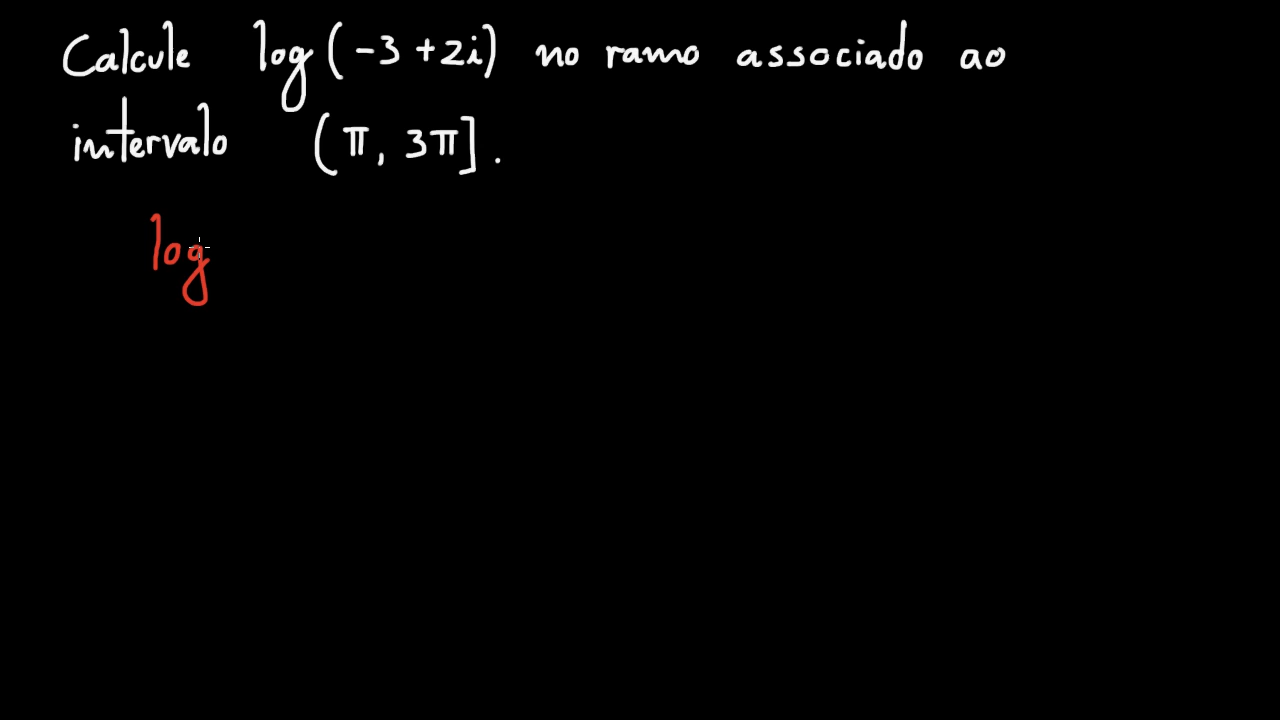 Calcule log(-3+2i) no ramo associado ao
intervalo (π, 3π].
log